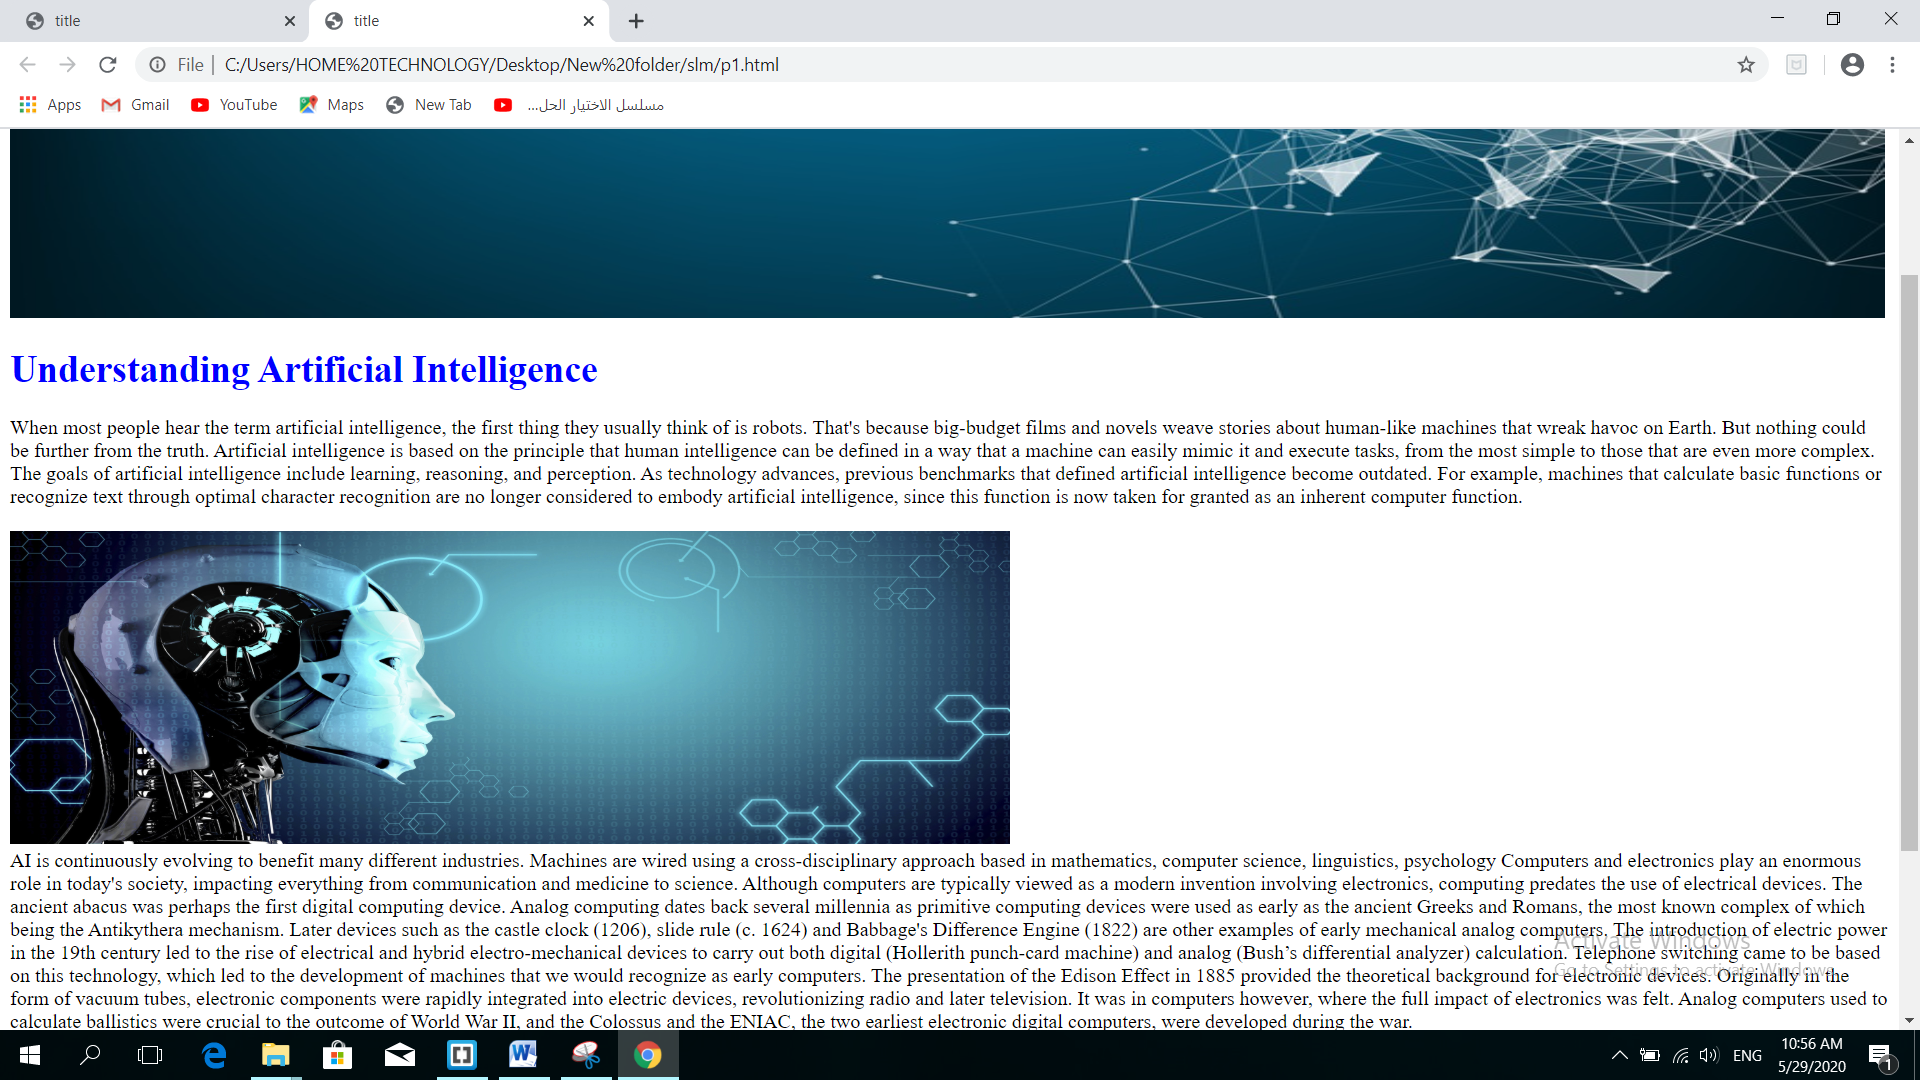 title
title
File
C:/Users/HOME%20TECHNOLOGY/Desktop/New%20folder/slm/p1.html
Apps
Gmail
YouTube
Maps
New Tab
مسلسل الاختيار الحل...
Understanding Artificial Intelligence
When most people hear the term artificial intelligence, the first thing they usually think of is robots. That's because big-budget films and novels weave stories about human-like machines that wreak havoc on Earth. But nothing could
be further from the truth. Artificial intelligence is based on the principle that human intelligence can be defined in a way that a machine can easily mimic it and execute tasks, from the most simple to those that are even more complex.
The goals of artificial intelligence include learning, reasoning, and perception. As technology advances, previous benchmarks that defined artificial intelligence become outdated. For example, machines that calculate basic functions or
recognize text through optimal character recognition are no longer considered to embody artificial intelligence, since this function is now taken for granted as an inherent computer function.
AI is continuously evolving to benefit many different industries. Machines are wired using a cross-disciplinary approach based in mathematics, computer science, linguistics, psychology Computers and electronics play an enormous
role in today's society, impacting everything from communication and medicine to science. Although computers are typically viewed as a modern invention involving electronics, computing predates the use of electrical devices. The
ancient abacus was perhaps the first digital computing device. Analog computing dates back several millennia as primitive computing devices were used as early as the ancient Greeks and Romans, the most known complex of which
being the Antikythera mechanism. Later devices such as the castle clock (1206), slide rule (c. 1624) and Babbage's Difference Engine (1822) are other examples of early mechanical analog computers. The introduction of electric power
in the 19th century led to the rise of electrical and hybrid electro-mechanical devices to carry out both digital (Hollerith punch-card machine) and analog (Bush’s differential analyzer) calculation. Telephone switching came to be based
on this technology, which led to the development of machines that we would recognize as early computers. The presentation of the Edison Effect in 1885 provided the theoretical background for electronic devices. Originally in the
form of vacuum tubes, electronic components were rapidly integrated into electric devices, revolutionizing radio and later television. It was in computers however, where the full impact of electronics was felt. Analog computers used to
calculate ballistics were crucial to the outcome of World War II, and the Colossus and the ENIAC, the two earliest electronic digital computers, were developed during the war.
Activate Windows
Go to Settings to activate Windows.
ENG
10:56 AM
5/29/2020
1